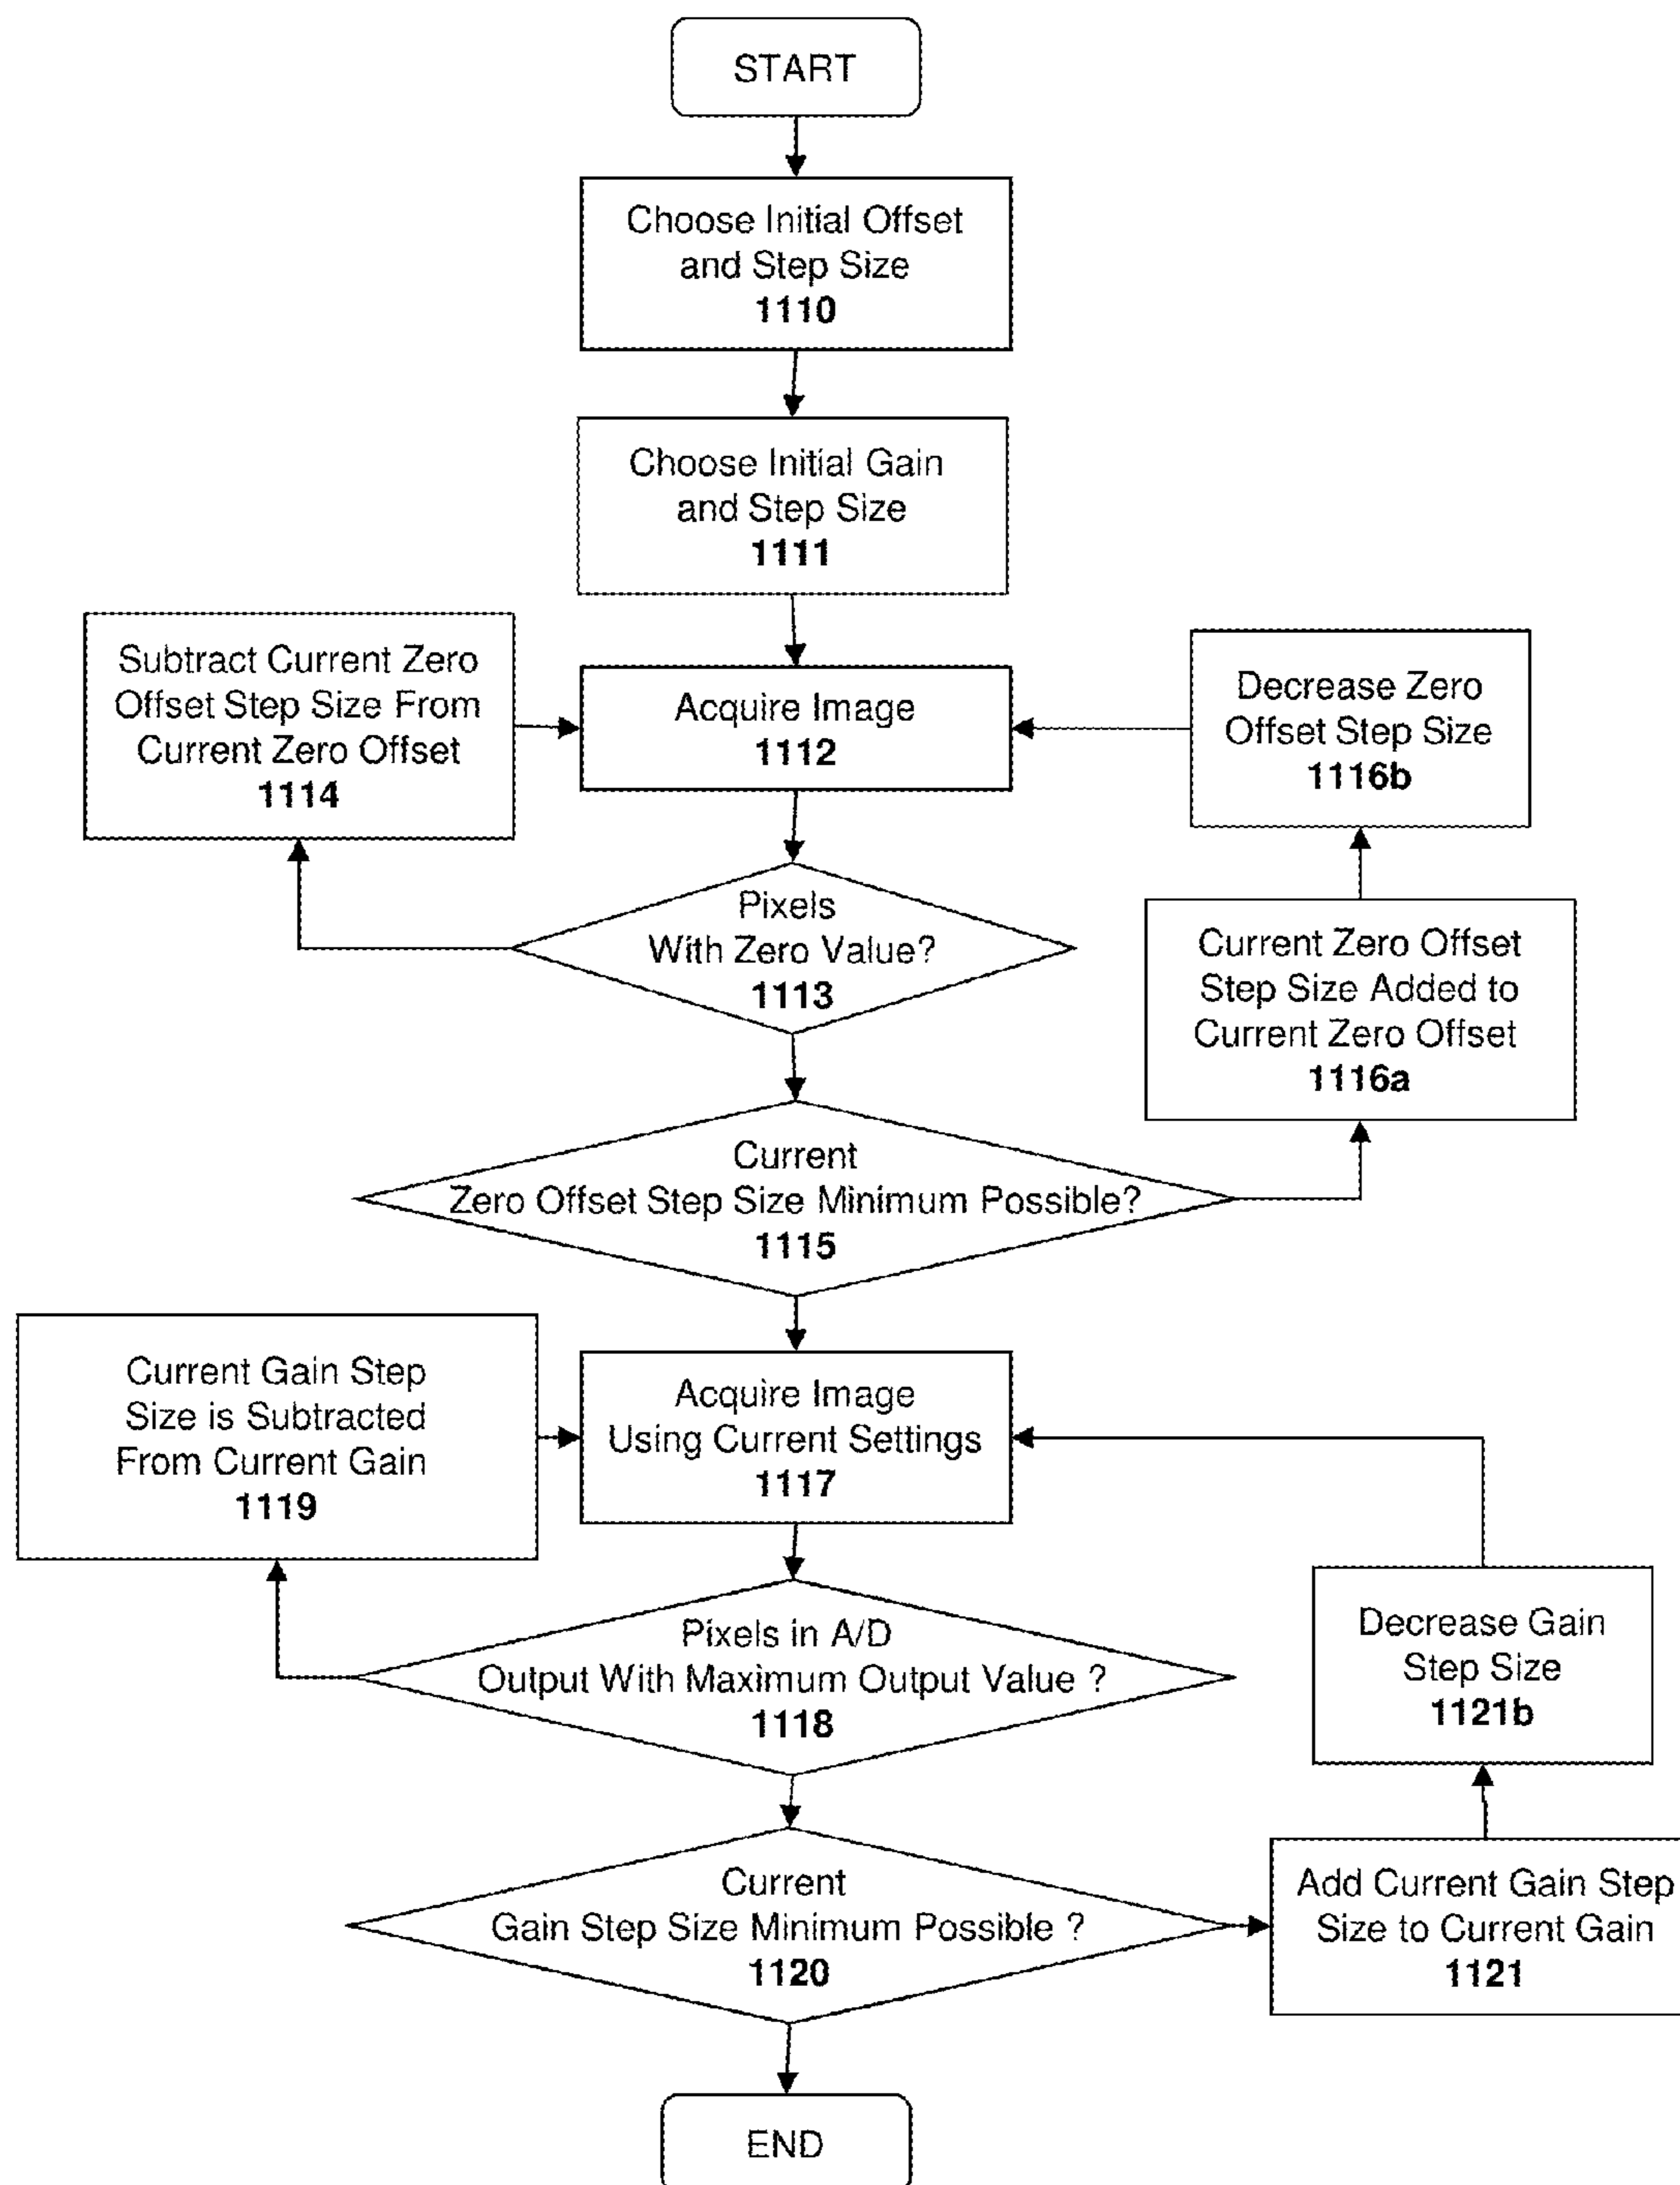 START
Choose Initial Offset
and Step Size
1110
Choose Initial Gain
and Step Size
1111
Subtract Current Zero
Offset Step Size From
Current Zero Offset
1114
Acquire Image
1112
Decrease Zero
Offset Step Size
1116b
Pixels
With Zero Value?
1113
Current Zero Offset
Step Size Added to
Current Zero Offset
1116a
Current
Zero Offset Step Size Minimum Possible?
1115
Current Gain Step
Size is Subtracted
From Current Gain
1119
Acquire Image
Using Current Settings
1117
Pixels in A/D
Output With Maximum Output Value ?
1118
Decrease Gain
Step Size
1121b
Current
Gain Step Size Minimum Possible ?
1120
Add Current Gain Step
Size to Current Gain
1121
END